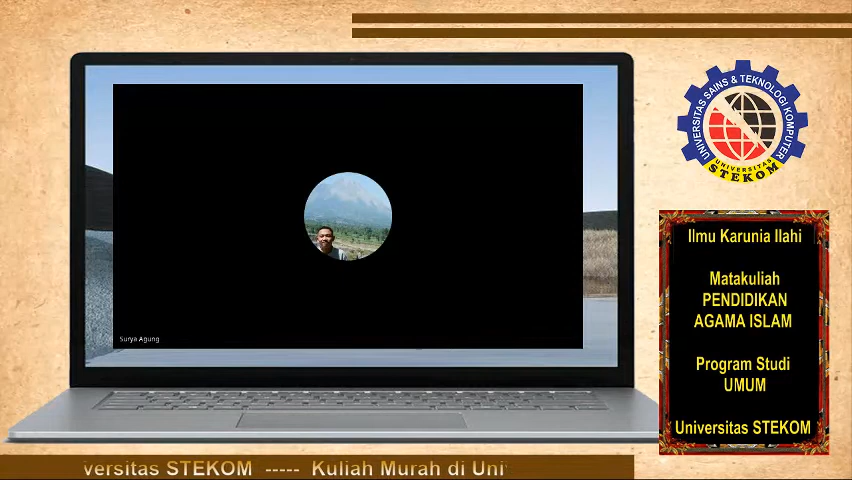 UNIVERSITAS SAINS & TEKNOLOGI KOMPUTER
UNIVERSITAS
STEKOM
Ilmu Karunia Ilahi
Matakuliah
PENDIDIKAN
AGAMA ISLAM
Program Studi
UMUM
Universitas STEKOM
Surya Agung
versitas STEKOM ----- Kuliah Murah di Uni